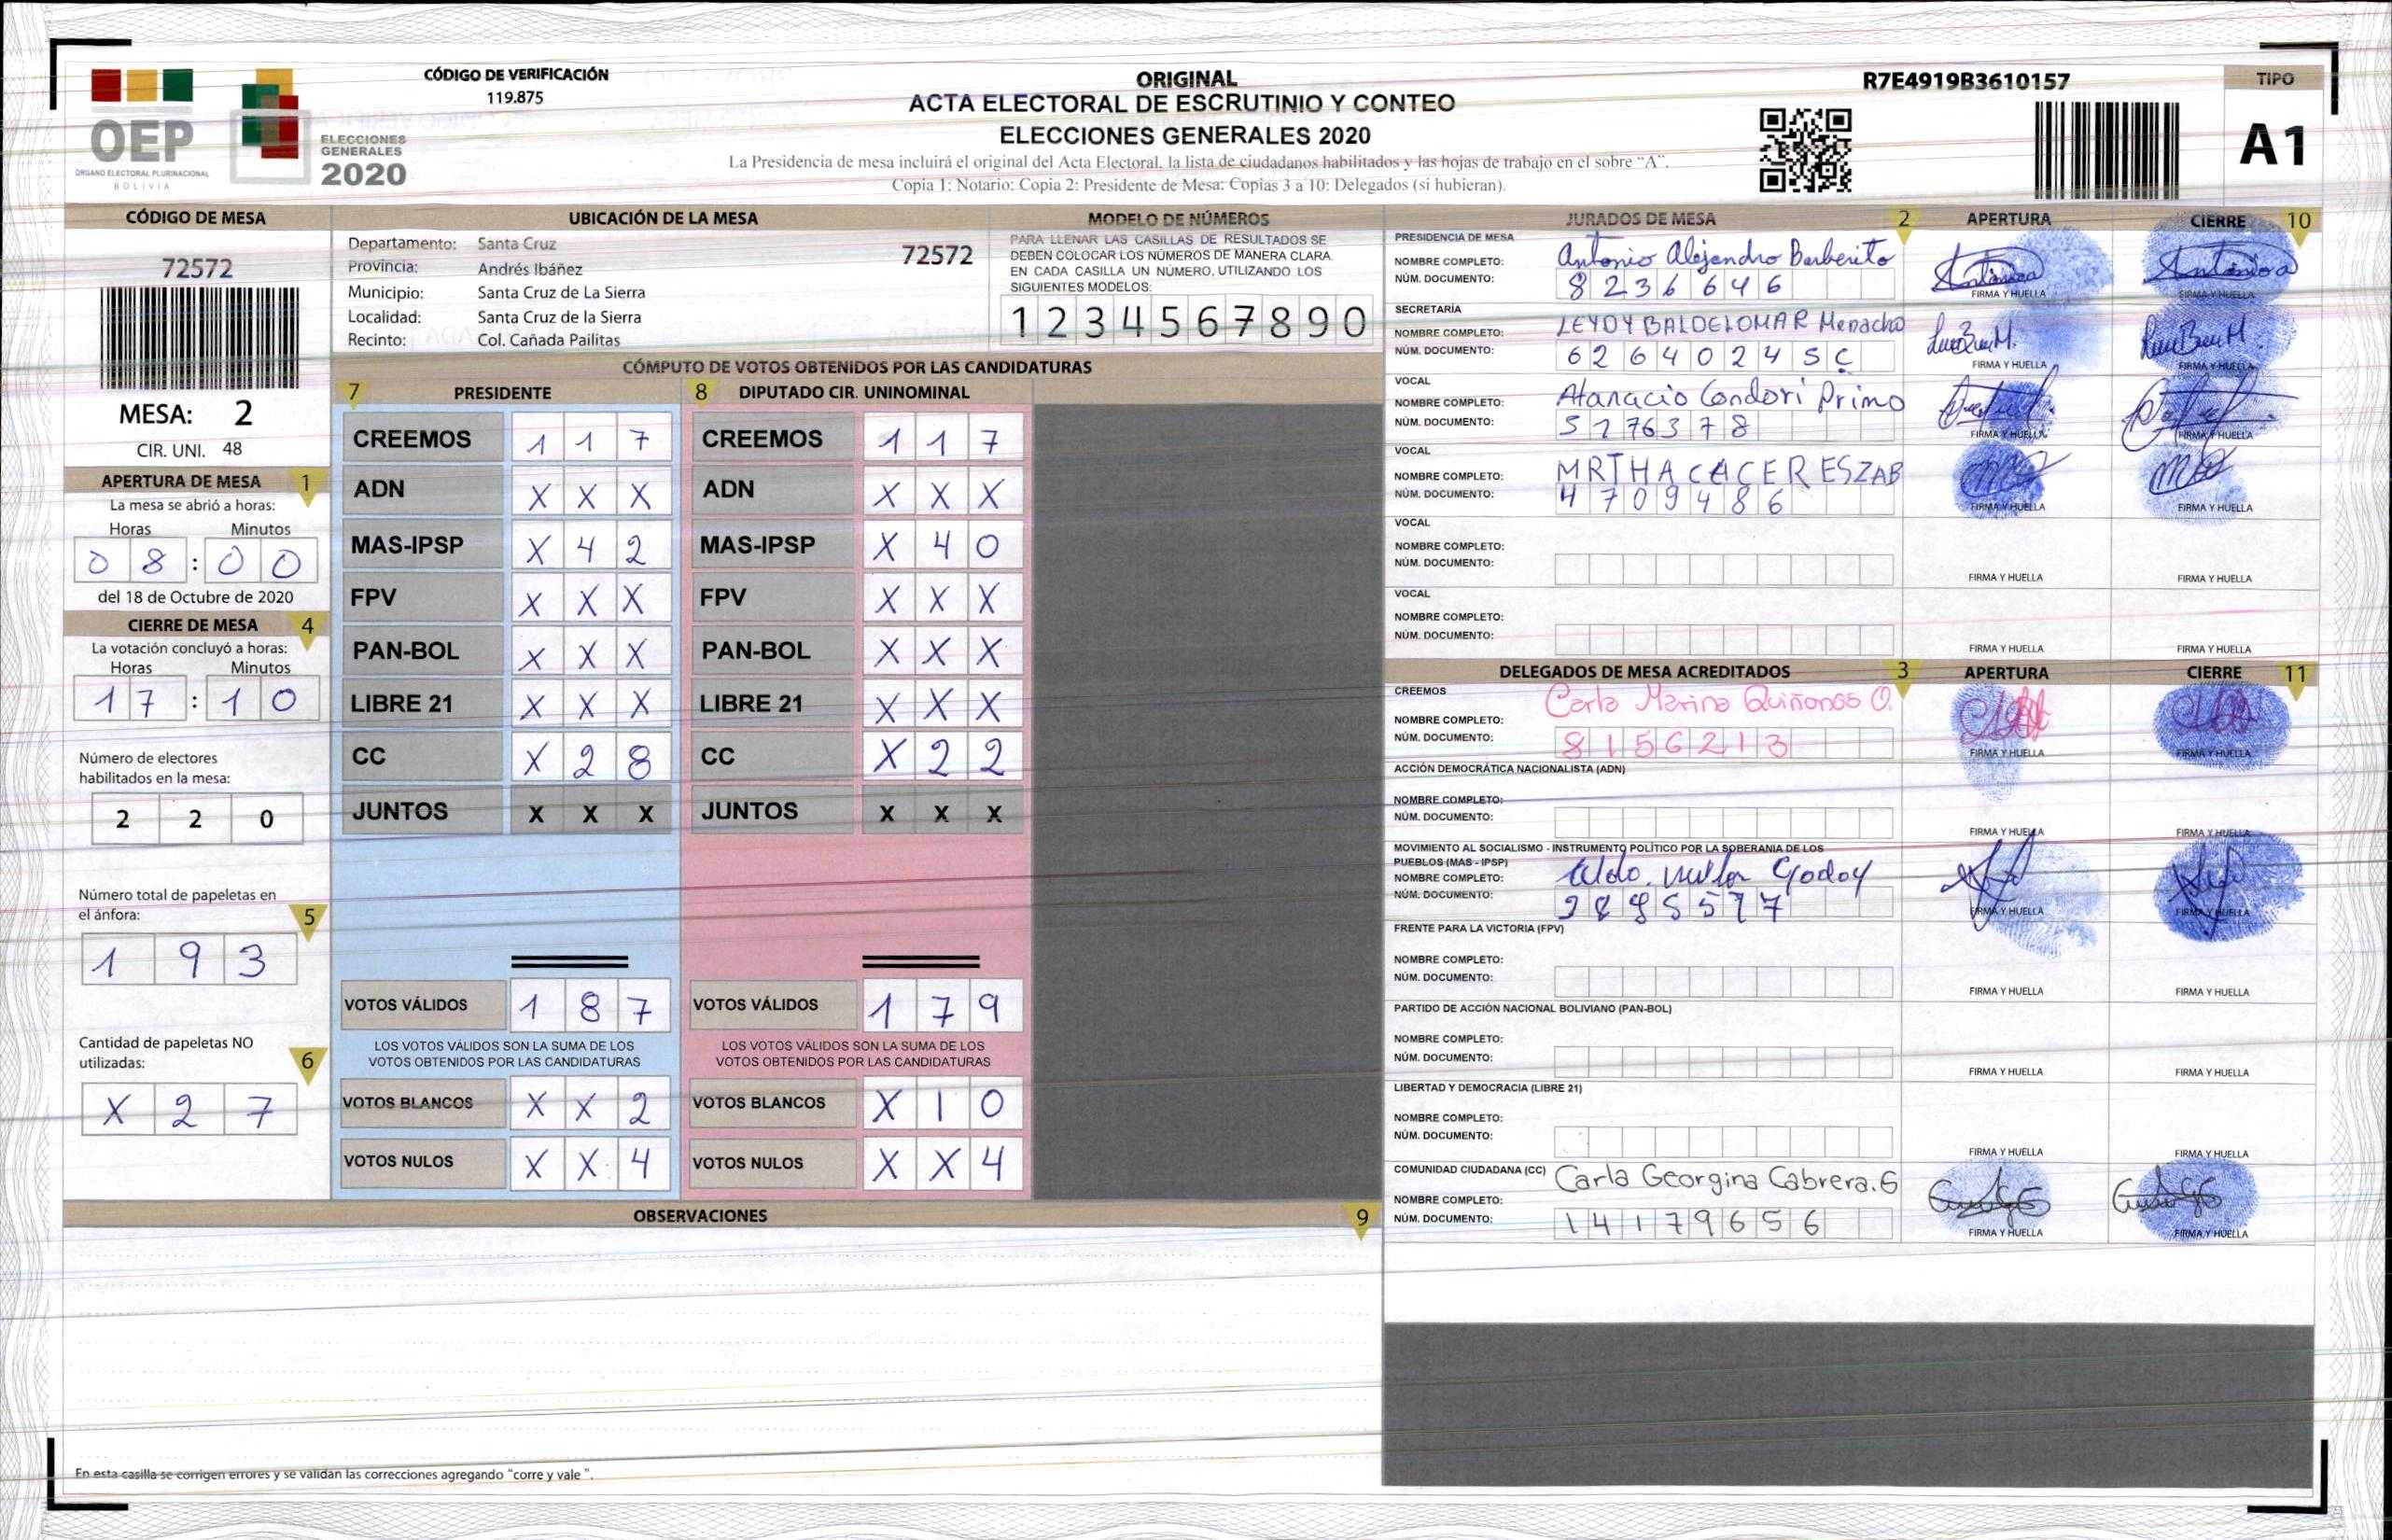 CÓDIGO DE VERIFICACIÓN
119.875
OEP
ÓRGANO ELECTORAL PLURINACIONAL
BOLIVIA
ELECCIONES
GENERALES
2020
ORIGINAL
ACTA ELECTORAL DE ESCRUTINIO Y CONTEO
ELECCIONES GENERALES 2020
La Presidencia de mesa incluirá el original del Acta Electoral, la lista de ciudadanos habilitados y las hojas de trabajo en el sobre "A".
Copia 1: Notario; Copia 2: Presidente de Mesa; Copias 3 a 10: Delegados (si hubieran).
R7E4919B3610157
TIPO
A1
CÓDIGO DE MESA
72572
MESA: 2
CIR. UNI. 48
APERTURA DE MESA 1
La mesa se abrió a horas:
Horas Minutos
0 8 : 0 0
del 18 de Octubre de 2020
CIERRE DE MESA 4
La votación concluyó a horas:
Horas Minutos
1 7 : 1 0
Número de electores
habilitados en la mesa:
2 2 0
Número total de papeletas en
el ánfora: 5
1 9 3
Cantidad de papeletas NO
utilizadas: 6
X 2 7
UBICACIÓN DE LA MESA
Departamento: Santa Cruz
72572
Provincia: Andrés Ibáñez
Municipio: Santa Cruz de La Sierra
Localidad: Santa Cruz de la Sierra
Recinto: Col. Cañada Pailitas
MODELO DE NÚMEROS
PARA LLENAR LAS CASILLAS DE RESULTADOS SE
DEBEN COLOCAR LOS NÚMEROS DE MANERA CLARA.
EN CADA CASILLA UN NÚMERO, UTILIZANDO LOS
SIGUIENTES MODELOS:
1 2 3 4 5 6 7 8 9 0
CÓMPUTO DE VOTOS OBTENIDOS POR LAS CANDIDATURAS
7 PRESIDENTE
CREEMOS 1 1 7
ADN X X X
MAS-IPSP X 4 2
FPV X X X
PAN-BOL X X X
LIBRE 21 X X X
CC X 2 8
JUNTOS X X X
VOTOS VÁLIDOS 1 8 7
LOS VOTOS VÁLIDOS SON LA SUMA DE LOS
VOTOS OBTENIDOS POR LAS CANDIDATURAS
VOTOS BLANCOS X X 2
VOTOS NULOS X X 4
8 DIPUTADO CIR. UNINOMINAL
CREEMOS 1 1 7
ADN X X X
MAS-IPSP X 4 0
FPV X X X
PAN-BOL X X X
LIBRE 21 X X X
CC X 2 2
JUNTOS X X X
VOTOS VÁLIDOS 1 7 9
LOS VOTOS VÁLIDOS SON LA SUMA DE LOS
VOTOS OBTENIDOS POR LAS CANDIDATURAS
VOTOS BLANCOS X 1 0
VOTOS NULOS X X 4
OBSERVACIONES 9
En esta casilla se corrigen errores y se validan las correcciones agregando "corre y vale".
JURADOS DE MESA 2 APERTURA CIERRE 10
PRESIDENCIA DE MESA
NOMBRE COMPLETO: Antonio Alejandro Barberito
NÚM. DOCUMENTO: 8 2 3 6 6 4 6
FIRMA Y HUELLA FIRMA Y HUELLA
SECRETARÍA
NOMBRE COMPLETO: LEYDY BALDELOMAR Menacho
NÚM. DOCUMENTO: 6 2 6 4 0 2 4 S C
FIRMA Y HUELLA FIRMA Y HUELLA
VOCAL
NOMBRE COMPLETO: Atanacio Condori Primo
NÚM. DOCUMENTO: 5 2 7 6 3 7 8
FIRMA Y HUELLA FIRMA Y HUELLA
VOCAL
NOMBRE COMPLETO: MRTHA CACERESZAB
NÚM. DOCUMENTO: 4 7 0 9 4 8 6
FIRMA Y HUELLA FIRMA Y HUELLA
VOCAL
NOMBRE COMPLETO:
NÚM. DOCUMENTO:
FIRMA Y HUELLA FIRMA Y HUELLA
VOCAL
NOMBRE COMPLETO:
NÚM. DOCUMENTO:
FIRMA Y HUELLA FIRMA Y HUELLA
DELEGADOS DE MESA ACREDITADOS 3 APERTURA CIERRE 11
CREEMOS
NOMBRE COMPLETO: Carla Marina Quiñones O.
NÚM. DOCUMENTO: 8 1 5 6 2 1 3
FIRMA Y HUELLA FIRMA Y HUELLA
ACCIÓN DEMOCRÁTICA NACIONALISTA (ADN)
NOMBRE COMPLETO:
NÚM. DOCUMENTO:
FIRMA Y HUELLA FIRMA Y HUELLA
MOVIMIENTO AL SOCIALISMO - INSTRUMENTO POLÍTICO POR LA SOBERANIA DE LOS
PUEBLOS (MAS - IPSP)
NOMBRE COMPLETO: Aldo Godoy
NÚM. DOCUMENTO:
FIRMA Y HUELLA FIRMA Y HUELLA
FRENTE PARA LA VICTORIA (FPV)
NOMBRE COMPLETO:
NÚM. DOCUMENTO:
FIRMA Y HUELLA FIRMA Y HUELLA
PARTIDO DE ACCIÓN NACIONAL BOLIVIANO (PAN-BOL)
NOMBRE COMPLETO:
NÚM. DOCUMENTO:
FIRMA Y HUELLA FIRMA Y HUELLA
LIBERTAD Y DEMOCRACIA (LIBRE 21)
NOMBRE COMPLETO:
NÚM. DOCUMENTO:
FIRMA Y HUELLA FIRMA Y HUELLA
COMUNIDAD CIUDADANA (CC)
NOMBRE COMPLETO: Carla Georgina Cabrera.G
NÚM. DOCUMENTO: 1 4 1 7 9 6 5 6
FIRMA Y HUELLA FIRMA Y HUELLA